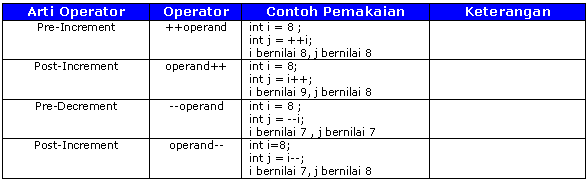 Arti Operator Operator Contoh Pemakaian Keterangan
Pre-Increment ++operand int i = 8 ;
int j = ++i;
i bernilai 8, j bernilai 8
Post-Increment operand++ int i = 8;
int j = i++;
i bernilai 9, j bernilai 8
Pre-Decrement --operand int i = 8 ;
int j = --i;
i bernilai 7 , j bernilai 7
Post-Increment operand-- int i=8;
int j = i--;
i bernilai 7, j bernilai 8